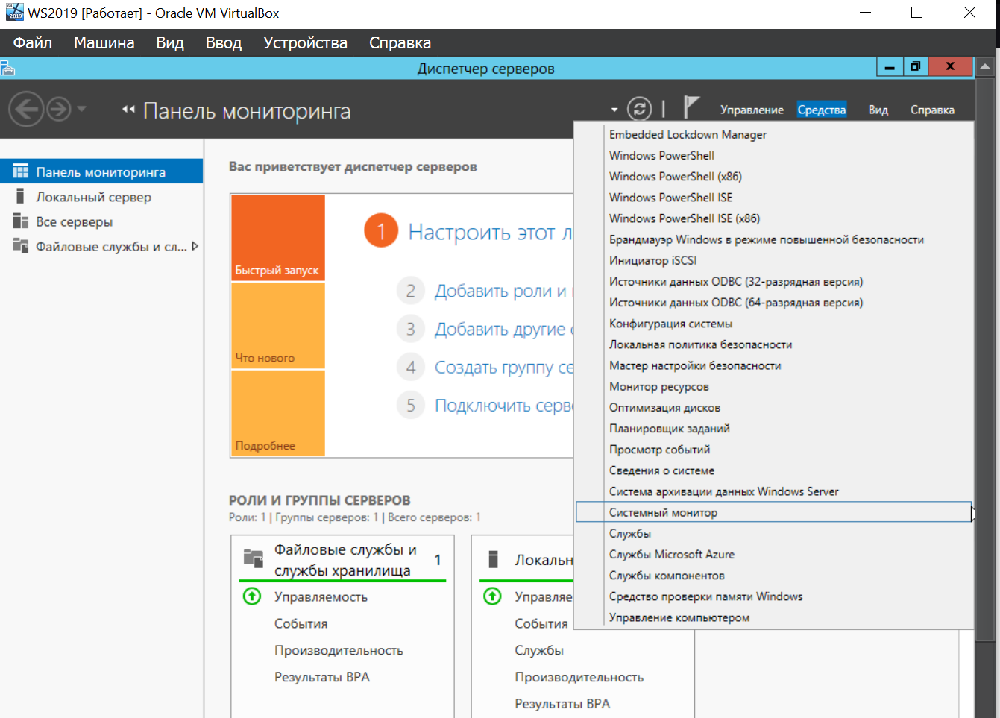 WS2019 [Работает] - Oracle VM VirtualBox
Файл Машина Вид Ввод Устройства Справка
Диспетчер серверов
Панель мониторинга
Управление Средства Вид Справка
Панель мониторинга
Локальный сервер
Все серверы
Файловые службы и сл...
Вас приветствует диспетчер серверов
Быстрый запуск
Что нового
Подробнее
1 Настроить этот л
2 Добавить роли и
3 Добавить другие
4 Создать группу се
5 Подключить серв
РОЛИ И ГРУППЫ СЕРВЕРОВ
Роли: 1 | Группы серверов: 1 | Всего серверов: 1
Файловые службы и
службы хранилища
1
Управляемость
События
Производительность
Результаты BPA
Локальн
Управляе
События
Службы
Производительность
Результаты BPA
Embedded Lockdown Manager
Windows PowerShell
Windows PowerShell (x86)
Windows PowerShell ISE
Windows PowerShell ISE (x86)
Брандмауэр Windows в режиме повышенной безопасности
Инициатор iSCSI
Источники данных ODBC (32-разрядная версия)
Источники данных ODBC (64-разрядная версия)
Конфигурация системы
Локальная политика безопасности
Мастер настройки безопасности
Монитор ресурсов
Оптимизация дисков
Планировщик заданий
Просмотр событий
Сведения о системе
Система архивации данных Windows Server
Системный монитор
Службы
Службы Microsoft Azure
Службы компонентов
Средство проверки памяти Windows
Управление компьютером